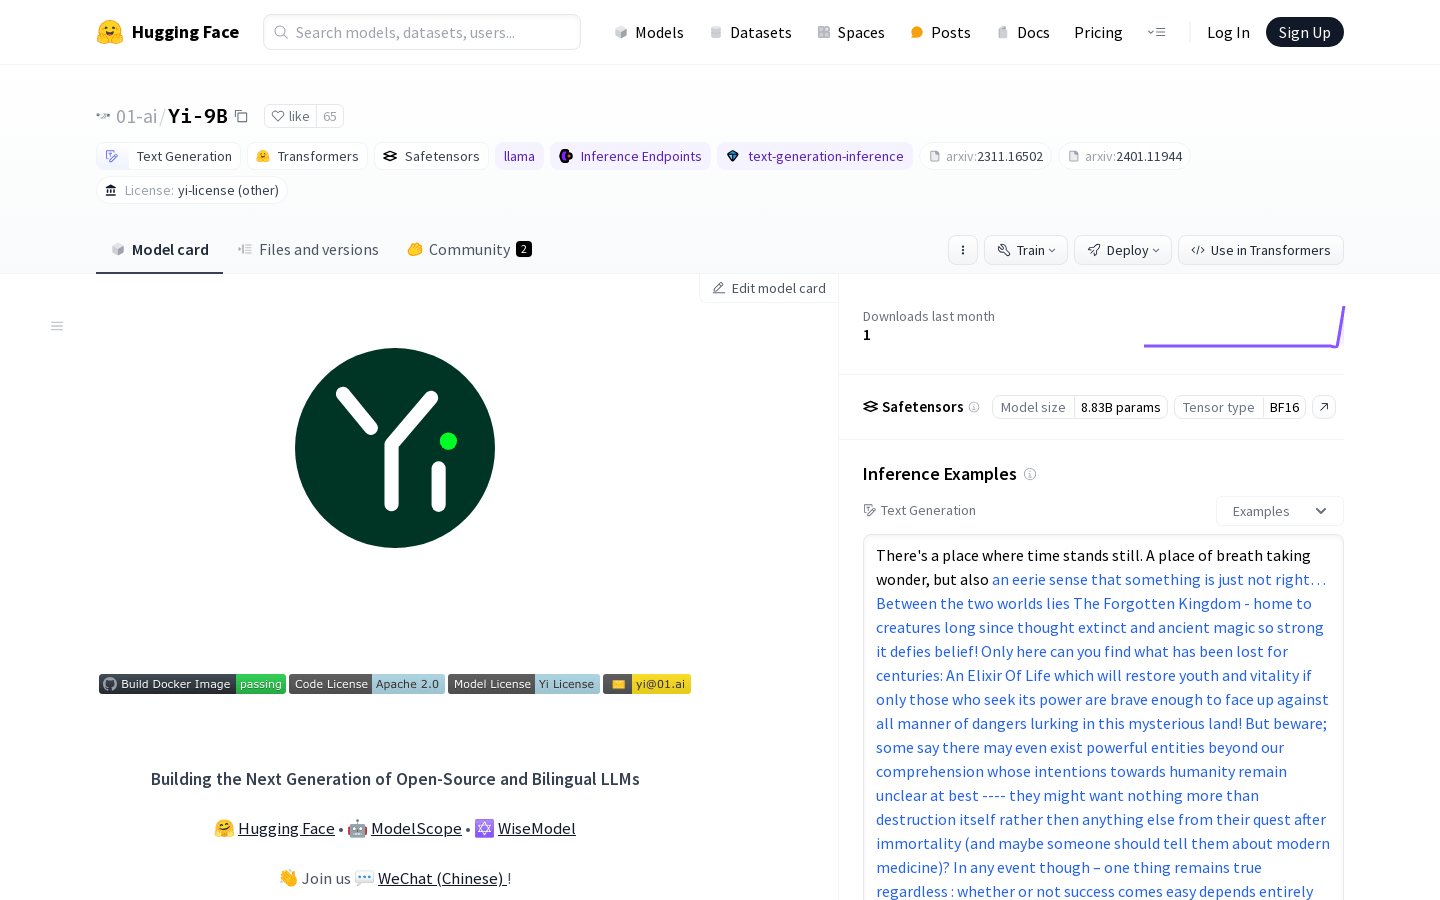 Hugging Face
Search models, datasets, users...
Models
Datasets
Spaces
Posts
Docs
Pricing
Log In
Sign Up
01-ai/Yi-9B
like 65
Text Generation
Transformers
Safetensors
llama
Inference Endpoints
text-generation-inference
arxiv:2311.16502
arxiv:2401.11944
License: yi-license (other)
Model card
Files and versions
Community 2
Train
Deploy
Use in Transformers
Edit model card
Yi
Build Docker Image passing
Code License Apache 2.0
Model License Yi License
yi@01.ai
Building the Next Generation of Open-Source and Bilingual LLMs
🤗 Hugging Face • 🤖 ModelScope • ✡️ WiseModel
👋 Join us 💬 WeChat (Chinese) !
Downloads last month
1
Safetensors
Model size 8.83B params
Tensor type BF16
Inference Examples
Text Generation
Examples
There's a place where time stands still. A place of breath taking
wonder, but also an eerie sense that something is just not right…
Between the two worlds lies The Forgotten Kingdom - home to
creatures long since thought extinct and ancient magic so strong
it defies belief! Only here can you find what has been lost for
centuries: An Elixir Of Life which will restore youth and vitality if
only those who seek its power are brave enough to face up against
all manner of dangers lurking in this mysterious land! But beware;
some say there may even exist powerful entities beyond our
comprehension whose intentions towards humanity remain
unclear at best ---- they might want nothing more than
destruction itself rather then anything else from their quest after
immortality (and maybe someone should tell them about modern
medicine)? In any event though – one thing remains true
regardless : whether or not success comes easy depends entirely